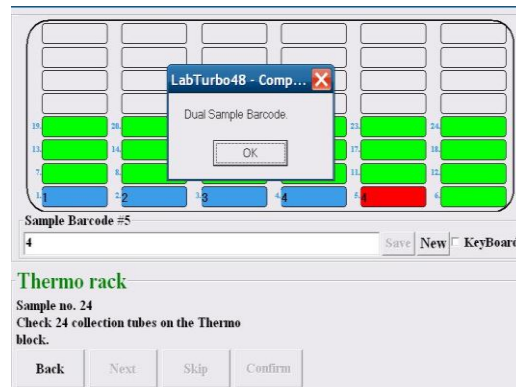 LabTurbo48 - Comp...
Dual Sample Barcode.
OK
19. 20. 23. 24.
13. 14. 17. 18.
7. 8. 11. 12.
1. 1 2. 2 3. 3 4. 4 5. 4 6.
Sample Barcode #5
4 Save New KeyBoard
Thermo rack
Sample no. 24
Check 24 collection tubes on the Thermo
block.
Back Next Skip Confirm